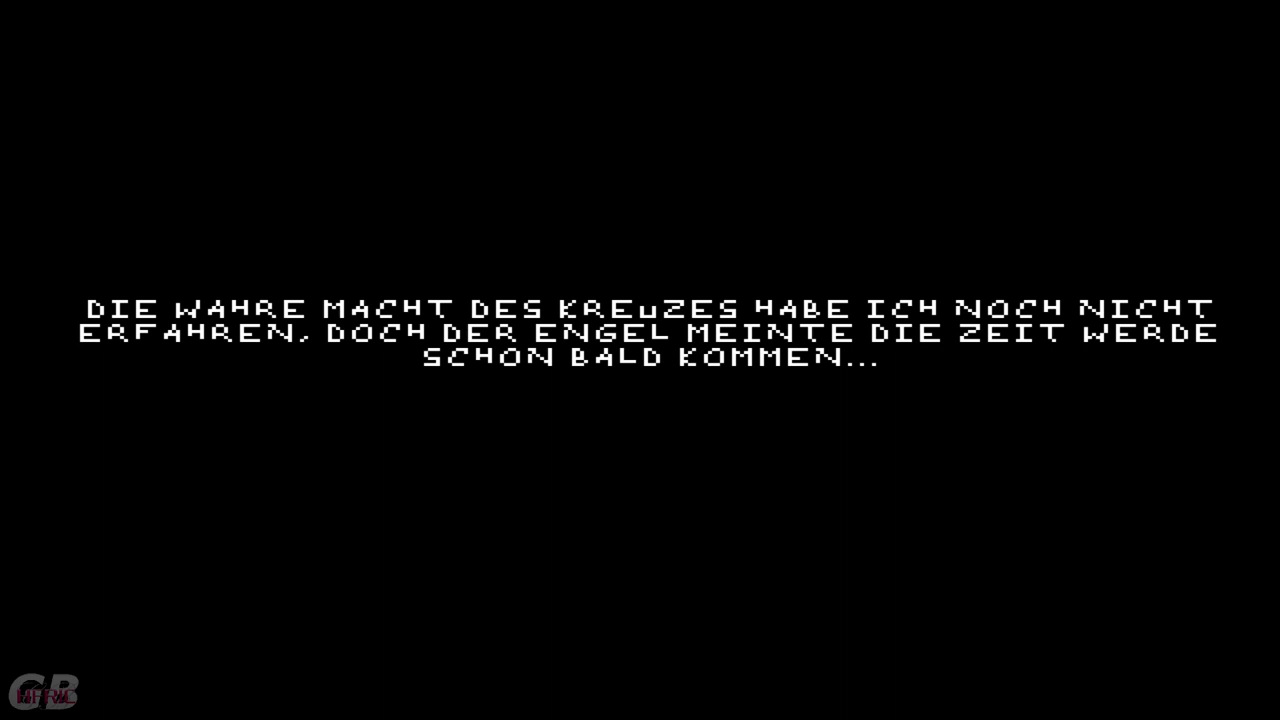 DIE WAHRE MACHT DES KREuZES HABE ICH NOCH NICHT
ERFAHREN, DOCH DER ENGEL MEINTE DIE ZEIT WERDE
SCHON BALD KOMMEN...
GB